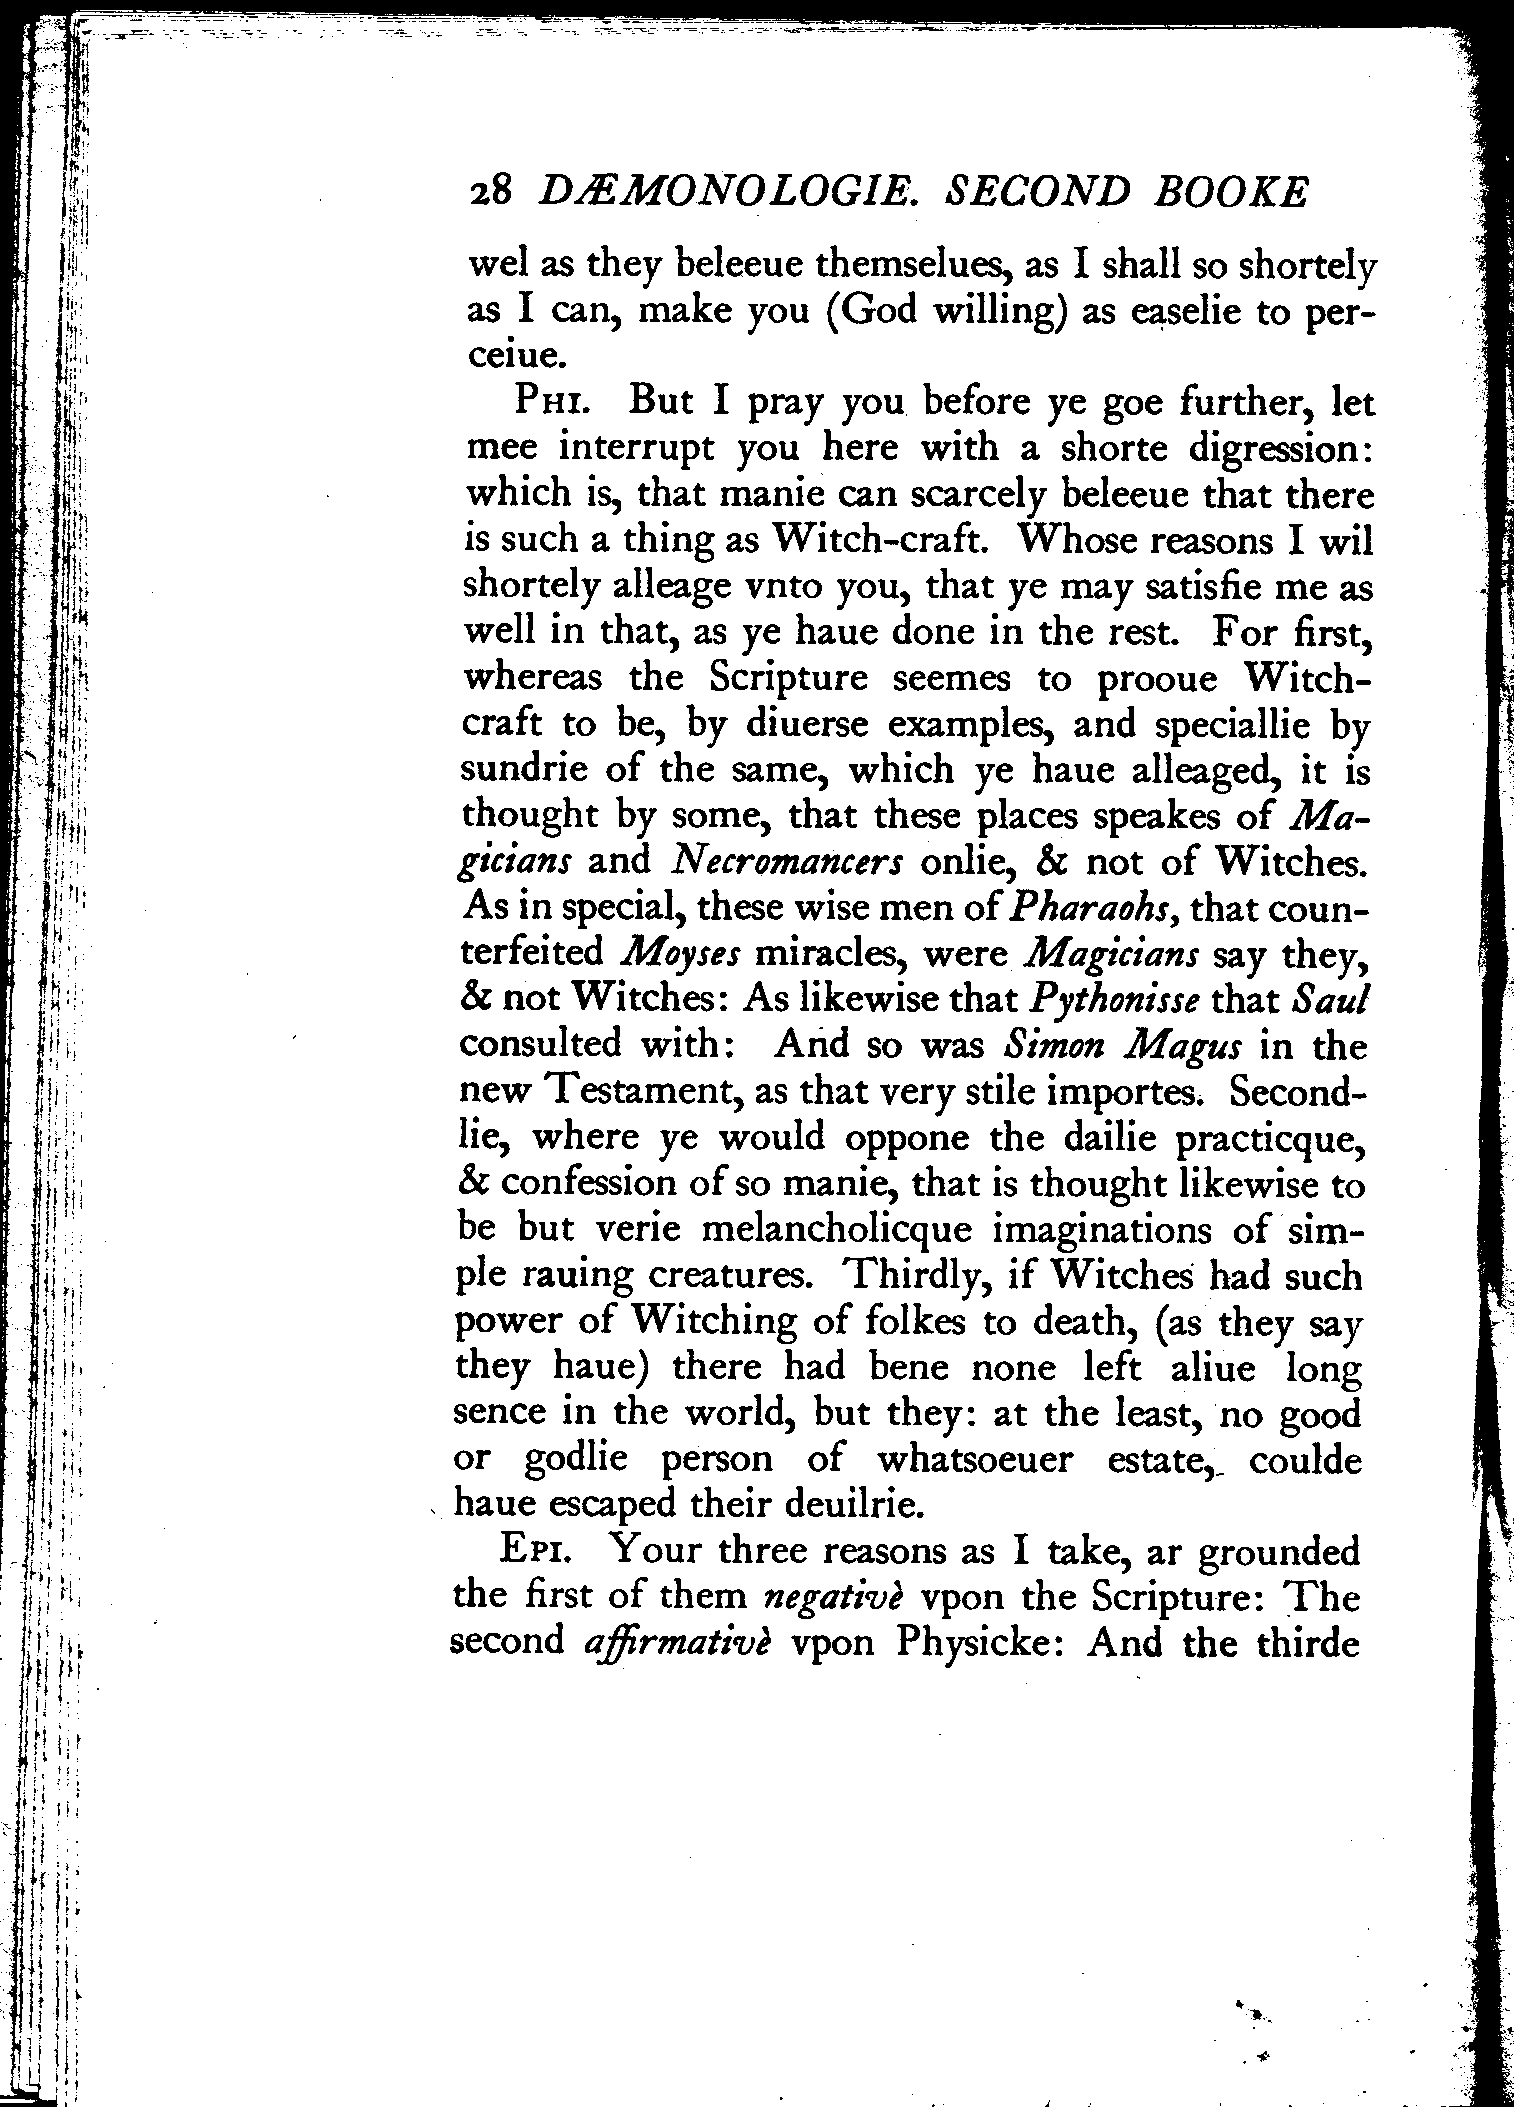 28 DÆMONOLOGIE. SECOND BOOKE
wel as they beleeue themselues, as I shall so shortely
as I can, make you (God willing) as easelie to per-
ceiue.
PHI. But I pray you before ye goe further, let
mee interrupt you here with a shorte digression:
which is, that manie can scarcely beleeue that there
is such a thing as Witch-craft. Whose reasons I wil
shortely alleage vnto you, that ye may satisfie me as
well in that, as ye haue done in the rest. For first,
whereas the Scripture seemes to prooue Witch-
craft to be, by diuerse examples, and speciallie by
sundrie of the same, which ye haue alleaged, it is
thought by some, that these places speakes of Ma-
gicians and Necromancers onlie, & not of Witches.
As in special, these wise men of Pharaohs, that coun-
terfeited Moyses miracles, were Magicians say they,
& not Witches: As likewise that Pythonisse that Saul
consulted with: And so was Simon Magus in the
new Testament, as that very stile importes. Second-
lie, where ye would oppone the dailie practicque,
& confession of so manie, that is thought likewise to
be but verie melancholicque imaginations of sim-
ple rauing creatures. Thirdly, if Witches had such
power of Witching of folkes to death, (as they say
they haue) there had bene none left aliue long
sence in the world, but they: at the least, no good
or godlie person of whatsoeuer estate, coulde
haue escaped their deuilrie.
EPI. Your three reasons as I take, ar grounded
the first of them negativè vpon the Scripture: The
second affirmativè vpon Physicke: And the thirde